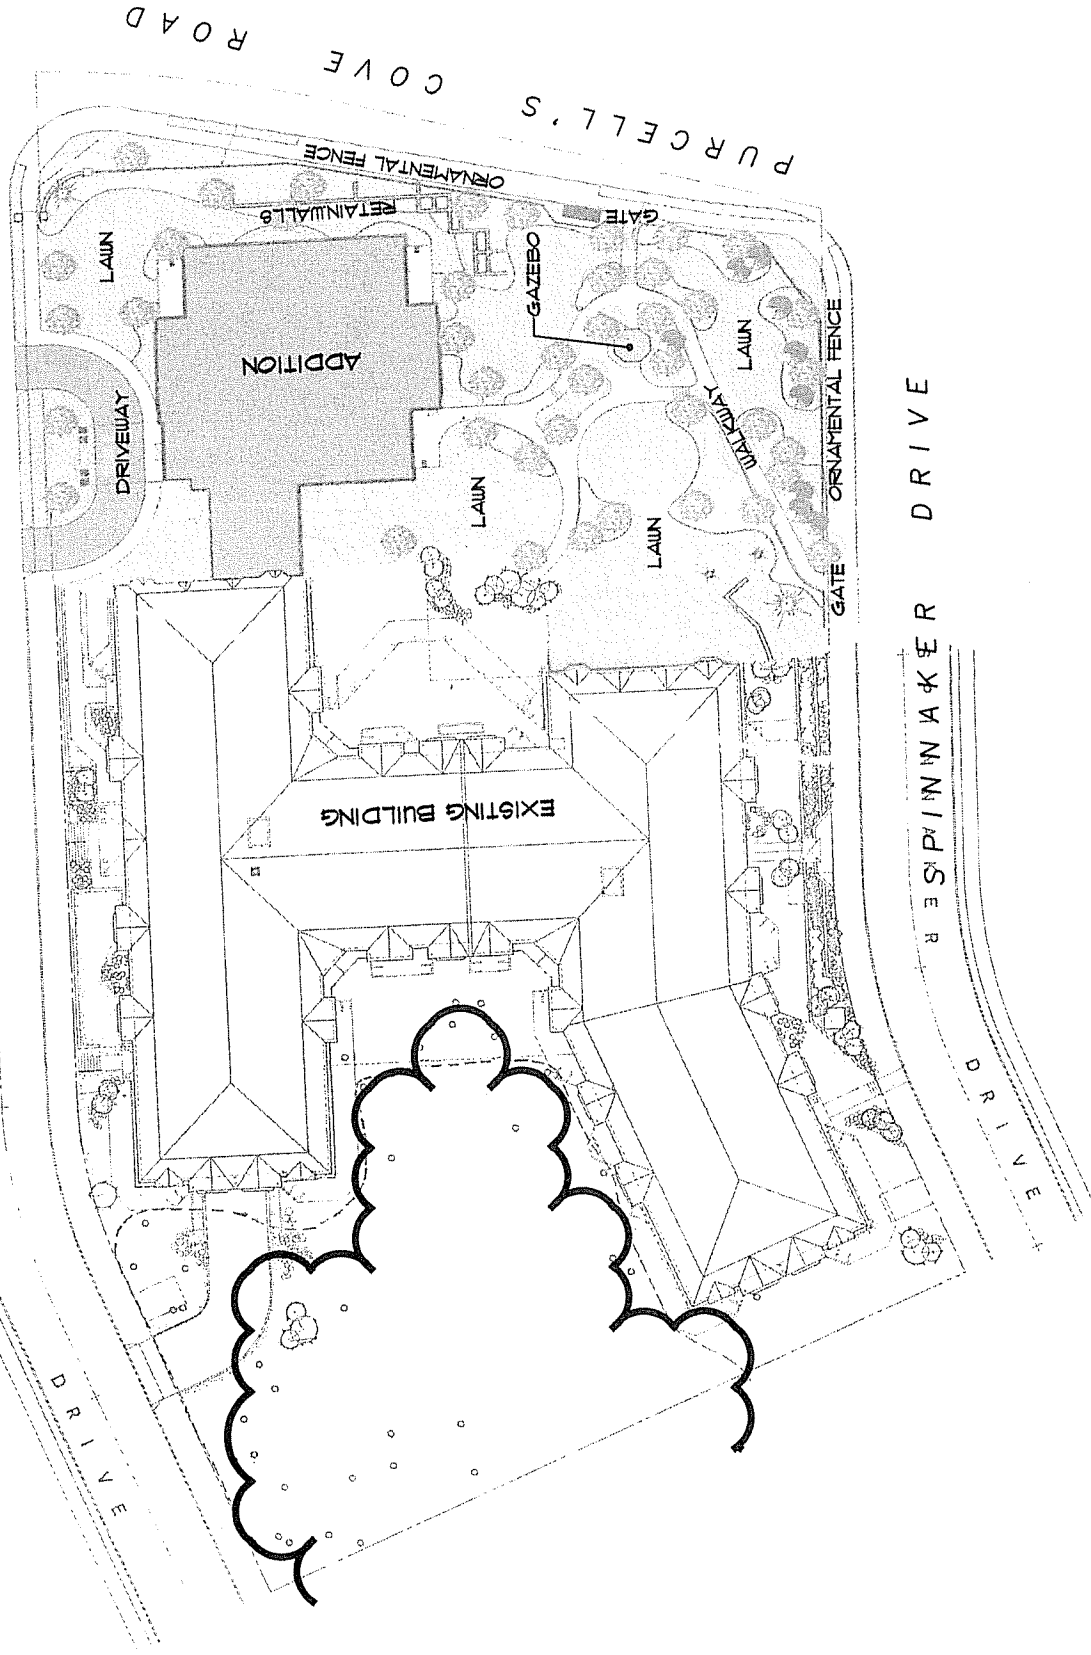 PURCELL'S COVE ROAD
ORNAMENTAL FENCE
RETAINWALLS
GATE
LAWN
GAZEBO
ADDITION
LAWN
ORNAMENTAL FENCE
DRIVEWAY
WALKWAY
LAWN
LAWN
GATE
SPINNAKER DRIVE
EXISTING BUILDING
DRIVE
DRIVE